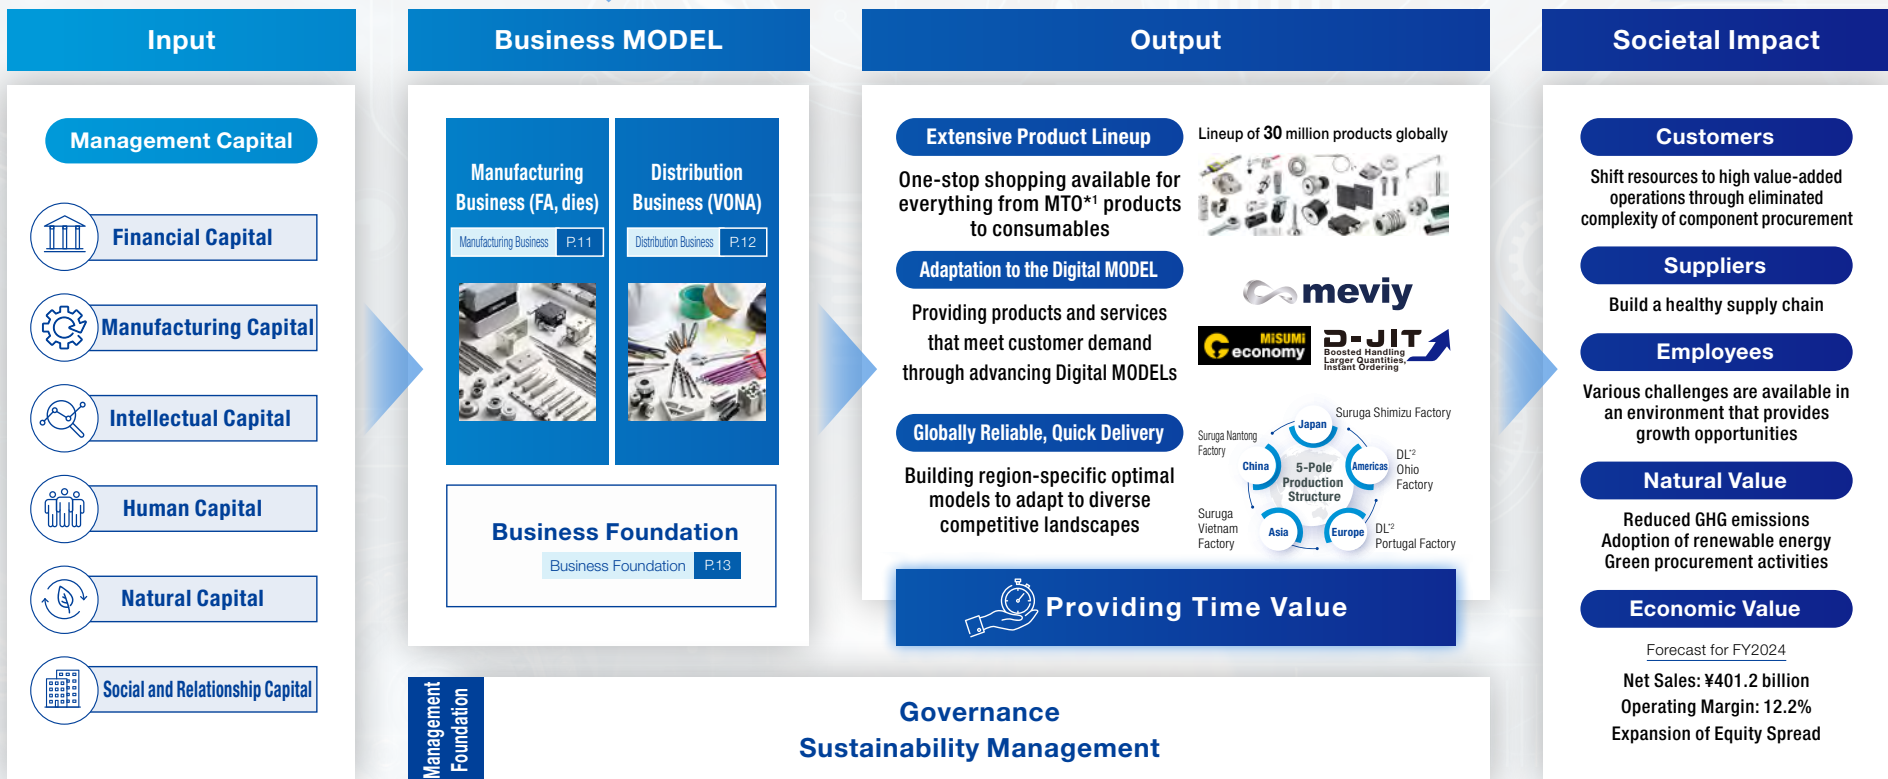 Input
Management Capital
Financial Capital
Manufacturing Capital
Intellectual Capital
Human Capital
Natural Capital
Social and Relationship Capital
Business MODEL
Manufacturing
Business (FA, dies)
Manufacturing Business P.11
Distribution
Business (VONA)
Distribution Business P.12
Business Foundation
Business Foundation P.13
Output
Extensive Product Lineup
One-stop shopping available for
everything from MTO*1 products
to consumables
Lineup of 30 million products globally
Adaptation to the Digital MODEL
Providing products and services
that meet customer demand
through advancing Digital MODELs
meviy
MiSUMi
economy
D-JIT
Boosted Handling
Larger Quantities,
Instant Ordering
Globally Reliable, Quick Delivery
Building region-specific optimal
models to adapt to diverse
competitive landscapes
5-Pole
Production
Structure
Japan
Suruga Shimizu Factory
Americas
DL*2
Ohio
Factory
Europe
DL*2
Portugal Factory
Asia
Suruga
Vietnam
Factory
China
Suruga Nantong
Factory
Providing Time Value
Management
Foundation
Governance
Sustainability Management
Societal Impact
Customers
Shift resources to high value-added
operations through eliminated
complexity of component procurement
Suppliers
Build a healthy supply chain
Employees
Various challenges are available in
an environment that provides
growth opportunities
Natural Value
Reduced GHG emissions
Adoption of renewable energy
Green procurement activities
Economic Value
Forecast for FY2024
Net Sales: ¥401.2 billion
Operating Margin: 12.2%
Expansion of Equity Spread